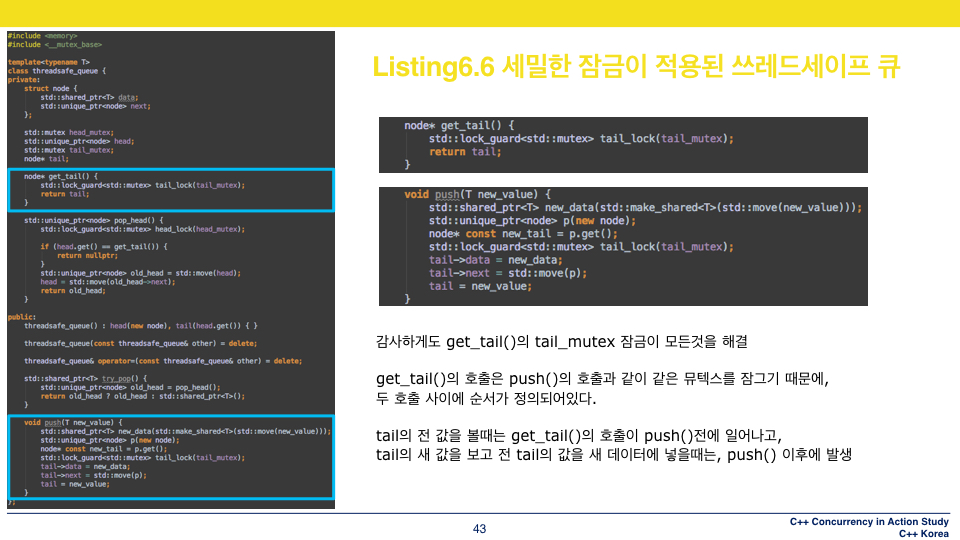 #include <memory>
#include <__mutex_base>
template<typename T>
class threadsafe_queue {
private:
struct node {
std::shared_ptr<T> data;
std::unique_ptr<node> next;
};
std::mutex head_mutex;
std::unique_ptr<node> head;
std::mutex tail_mutex;
node* tail;
node* get_tail() {
std::lock_guard<std::mutex> tail_lock(tail_mutex);
return tail;
}
std::unique_ptr<node> pop_head() {
std::lock_guard<std::mutex> head_lock(head_mutex);
if (head.get() == get_tail()) {
return nullptr;
}
std::unique_ptr<node> old_head = std::move(head);
head = std::move(old_head->next);
return old_head;
}
public:
threadsafe_queue() : head(new node), tail(head.get()) { }
threadsafe_queue(const threadsafe_queue& other) = delete;
threadsafe_queue& operator=(const threadsafe_queue& other) = delete;
std::shared_ptr<T> try_pop() {
std::unique_ptr<node> old_head = pop_head();
return old_head ? old_head : std::shared_ptr<T>();
}
void push(T new_value) {
std::shared_ptr<T> new_data(std::make_shared<T>(std::move(new_value)));
std::unique_ptr<node> p(new node);
node* const new_tail = p.get();
std::lock_guard<std::mutex> tail_lock(tail_mutex);
tail->data = new_data;
tail->next = std::move(p);
tail = new_value;
}
};
Listing6.6 세밀한 잠금이 적용된 쓰레드세이프 큐
node* get_tail() {
std::lock_guard<std::mutex> tail_lock(tail_mutex);
return tail;
}
void push(T new_value) {
std::shared_ptr<T> new_data(std::make_shared<T>(std::move(new_value)));
std::unique_ptr<node> p(new node);
node* const new_tail = p.get();
std::lock_guard<std::mutex> tail_lock(tail_mutex);
tail->data = new_data;
tail->next = std::move(p);
tail = new_value;
}
감사하게도 get_tail()의 tail_mutex 잠금이 모든것을 해결
get_tail()의 호출은 push()의 호출과 같이 같은 뮤텍스를 잠그기 때문에,
두 호출 사이에 순서가 정의되어있다.
tail의 전 값을 볼때는 get_tail()의 호출이 push()전에 일어나고,
tail의 새 값을 보고 전 tail의 값을 새 데이터에 넣을때는, push() 이후에 발생
43
C++ Concurrency in Action Study
C++ Korea